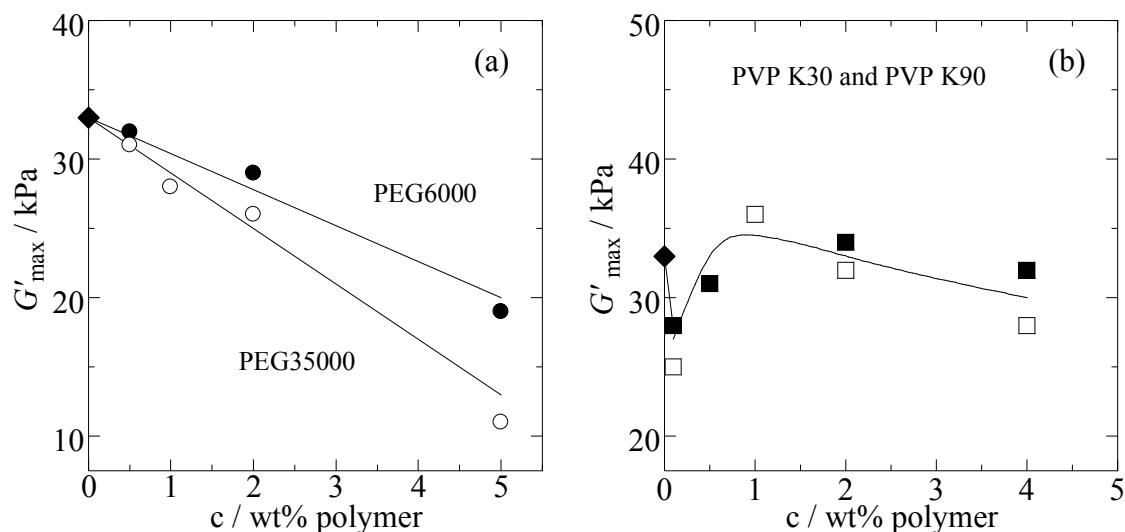 40
30
20
10
G′max / kPa
(a)
PEG6000
PEG35000
0 1 2 3 4 5
c / wt% polymer
50
40
30
20
G′max / kPa
PVP K30 and PVP K90
(b)
0 1 2 3 4 5
c / wt% polymer